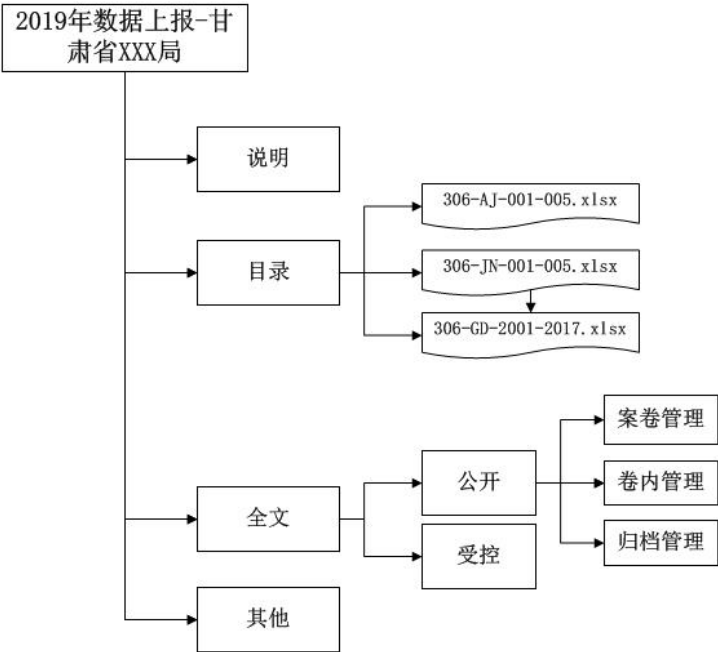 2019年数据上报-甘
肃省XXX局
说明
目录
306-AJ-001-005.xlsx
306-JN-001-005.xlsx
306-GD-2001-2017.xlsx
全文
公开
受控
案卷管理
卷内管理
归档管理
其他